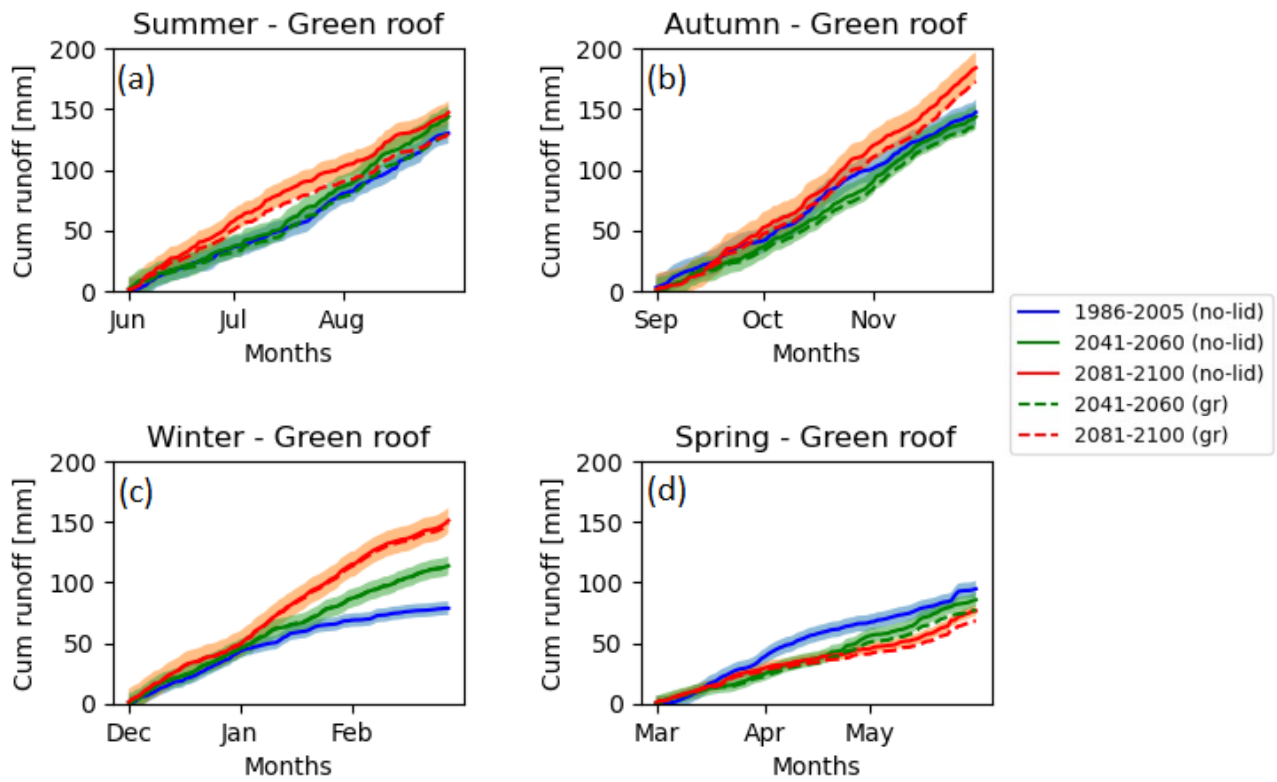 Summer - Green roof
(a)
200
150
100
50
0
Cum runoff [mm]
Jun Jul Aug
Months
Autumn - Green roof
(b)
200
150
100
50
0
Cum runoff [mm]
Sep Oct Nov
Months
1986-2005 (no-lid)
2041-2060 (no-lid)
2081-2100 (no-lid)
2041-2060 (gr)
2081-2100 (gr)
Winter - Green roof
(c)
200
150
100
50
0
Cum runoff [mm]
Dec Jan Feb
Months
Spring - Green roof
(d)
200
150
100
50
0
Cum runoff [mm]
Mar Apr May
Months